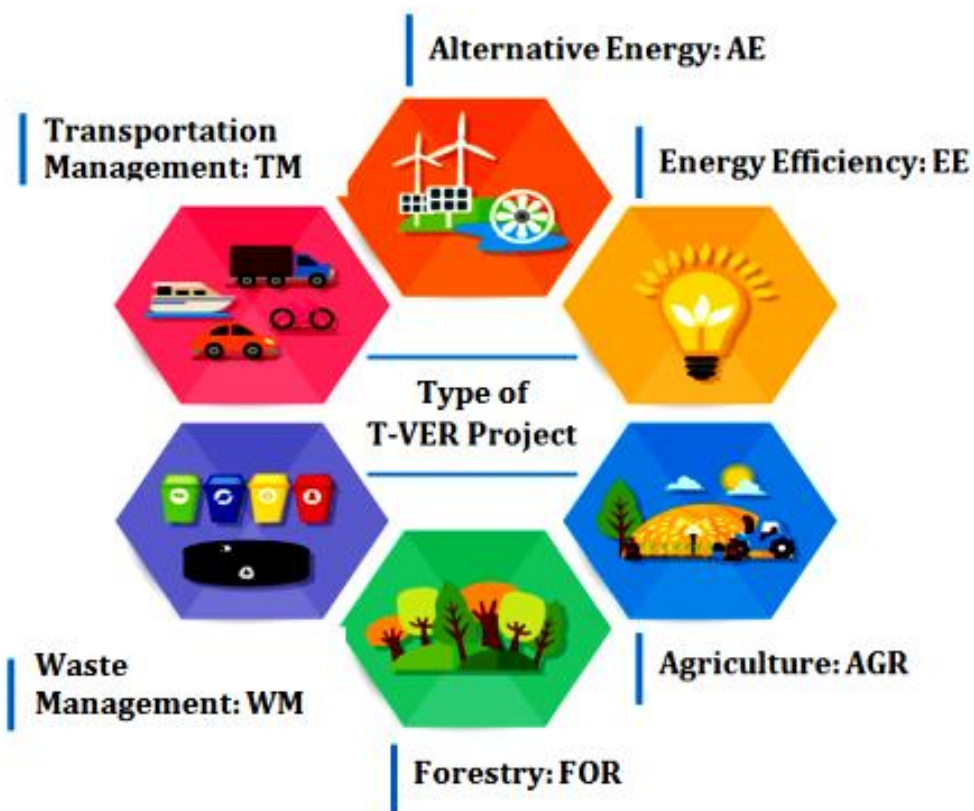 Alternative Energy: AE
Transportation
Management: TM
Energy Efficiency: EE
Type of
T-VER Project
Waste
Management: WM
Agriculture: AGR
Forestry: FOR